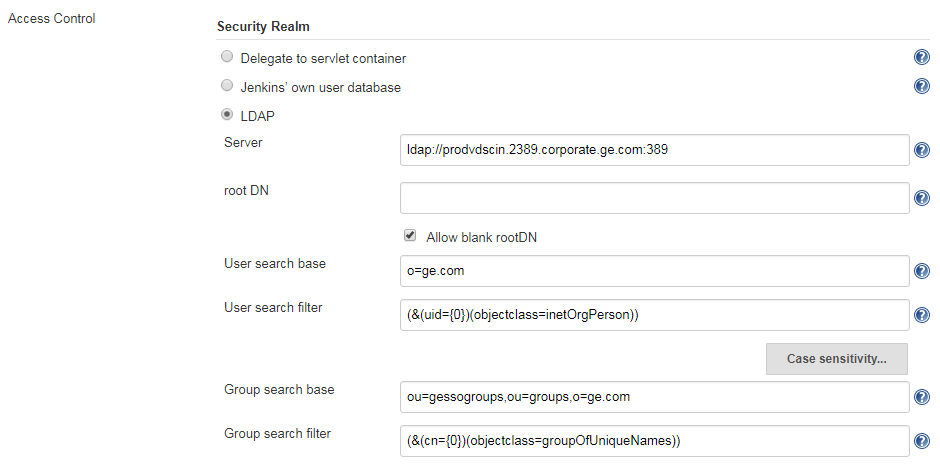 Access Control
Security Realm
Delegate to servlet container
Jenkins' own user database
LDAP
Server
ldap://prodvdscin.2389.corporate.ge.com:389
root DN
Allow blank rootDN
User search base
o=ge.com
User search filter
(&(uid={0})(objectclass=inetOrgPerson))
Case sensitivity...
Group search base
ou=gessogroups,ou=groups,o=ge.com
Group search filter
(&(cn={0})(objectclass=groupOfUniqueNames))